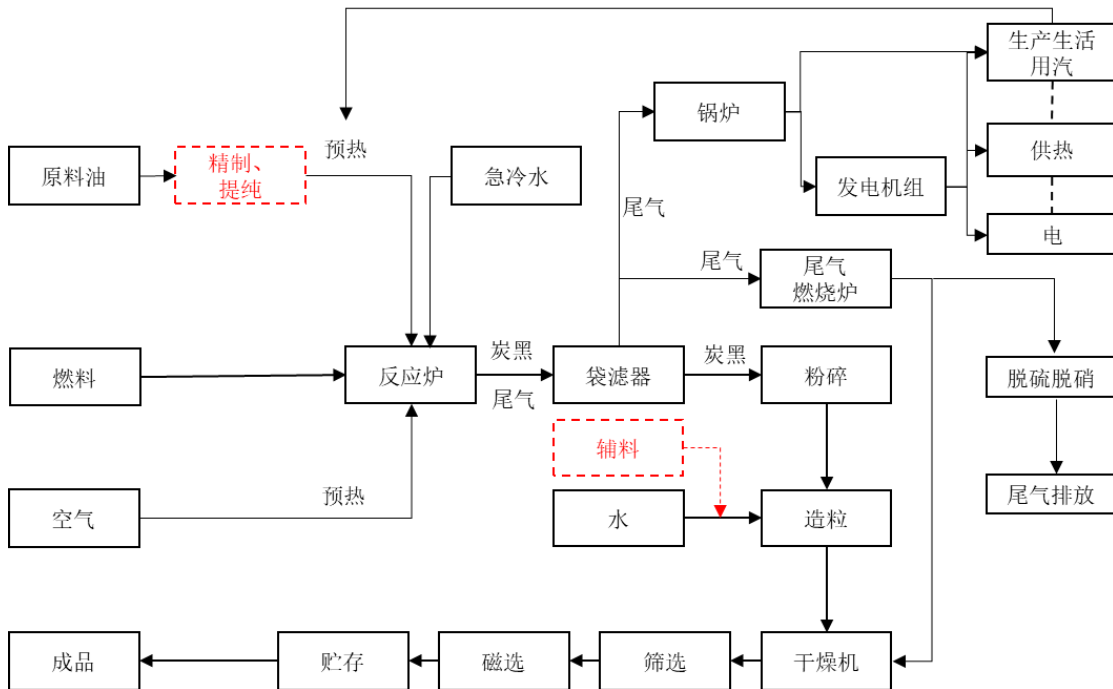 生产生活
用汽
锅炉
预热
供热
原料油
精制、
提纯
急冷水
发电机组
尾气
电
尾气
尾气
燃烧炉
炭黑
炭黑
燃料
反应炉
袋滤器
粉碎
脱硫脱硝
尾气
辅料
预热
空气
水
造粒
尾气排放
成品
贮存
磁选
筛选
干燥机